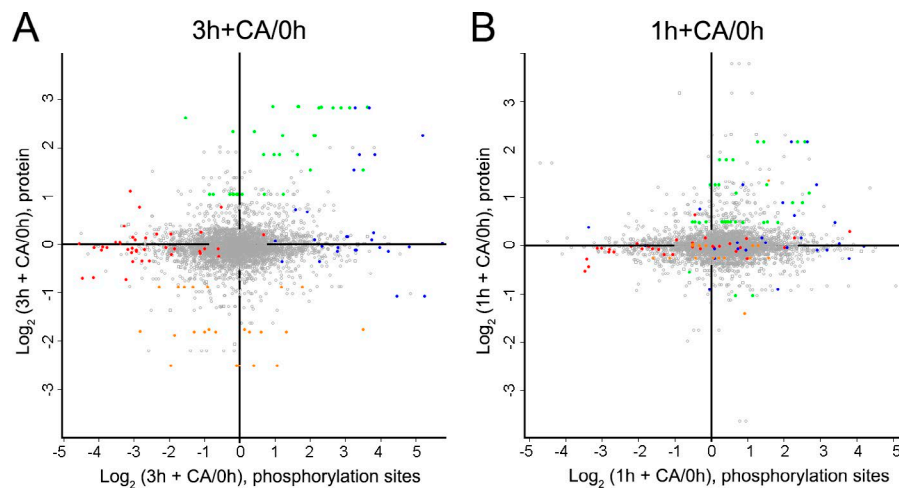 A
3h+CA/0h
Log2 (3h + CA/0h), protein
3
2
1
0
-1
-2
-3
-5 -4 -3 -2 -1 0 1 2 3 4 5
Log2 (3h + CA/0h), phosphorylation sites
B
1h+CA/0h
Log2 (1h + CA/0h), protein
3
2
1
0
-1
-2
-3
-5 -4 -3 -2 -1 0 1 2 3 4 5
Log2 (1h + CA/0h), phosphorylation sites